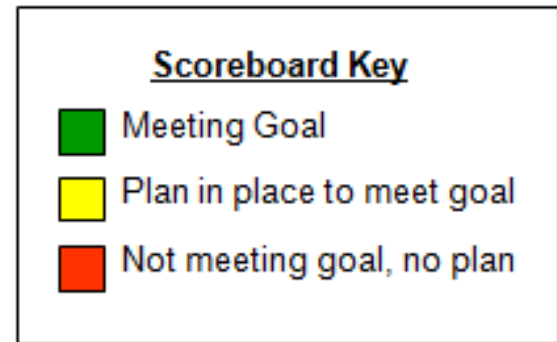 Scoreboard Key
Meeting Goal
Plan in place to meet goal
Not meeting goal, no plan